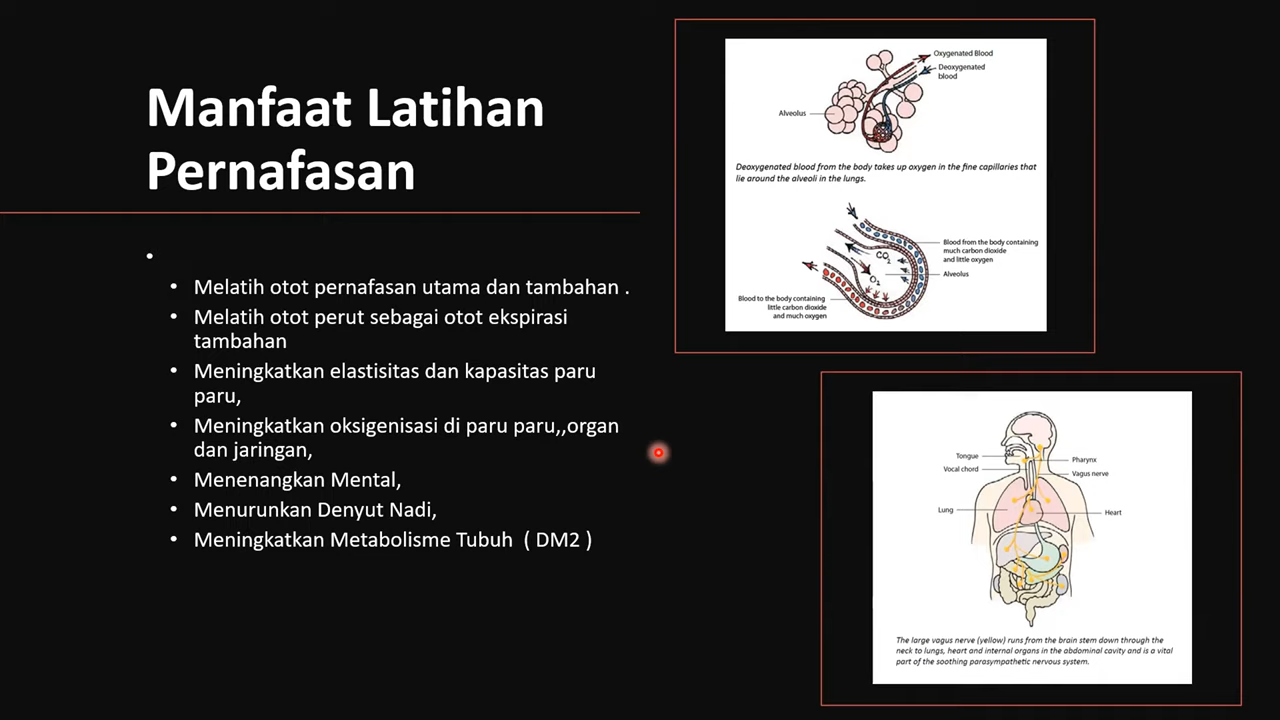 Manfaat Latihan
Pernafasan
•
• Melatih otot pernafasan utama dan tambahan .
• Melatih otot perut sebagai otot ekspirasi
tambahan
• Meningkatkan elastisitas dan kapasitas paru
paru,
• Meningkatkan oksigenisasi di paru paru,,organ
dan jaringan,
• Menenangkan Mental,
• Menurunkan Denyut Nadi,
• Meningkatkan Metabolisme Tubuh ( DM2 )
Oxygenated Blood
Deoxygenated
blood
Alveolus
Deoxygenated blood from the body takes up oxygen in the fine capillaries that
lie around the alveoli in the lungs.
CO2
O2
Blood from the body containing
much carbon dioxide
and little oxygen
Alveolus
Blood to the body containing
little carbon dioxide
and much oxygen
Tongue
Vocal chord
Pharynx
Vagus nerve
Lung
Heart
The large vagus nerve (yellow) runs from the brain stem down through the
neck to lungs, heart and internal organs in the abdominal cavity and is a vital
part of the soothing parasympathetic nervous system.